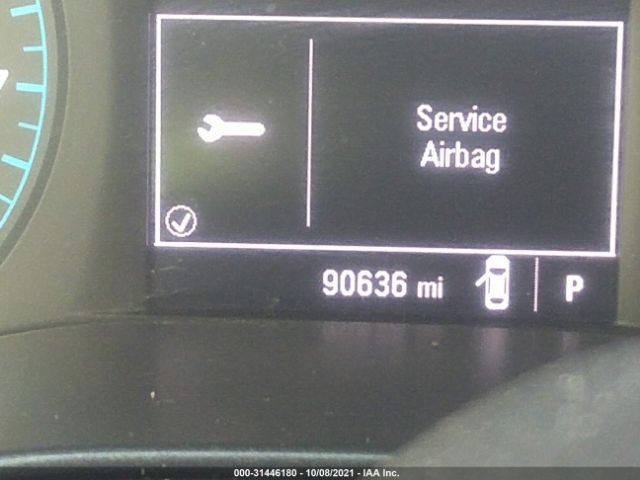 Service
Airbag
90636 mi
P
000-31446180 - 10/08/2021 - IAA Inc.